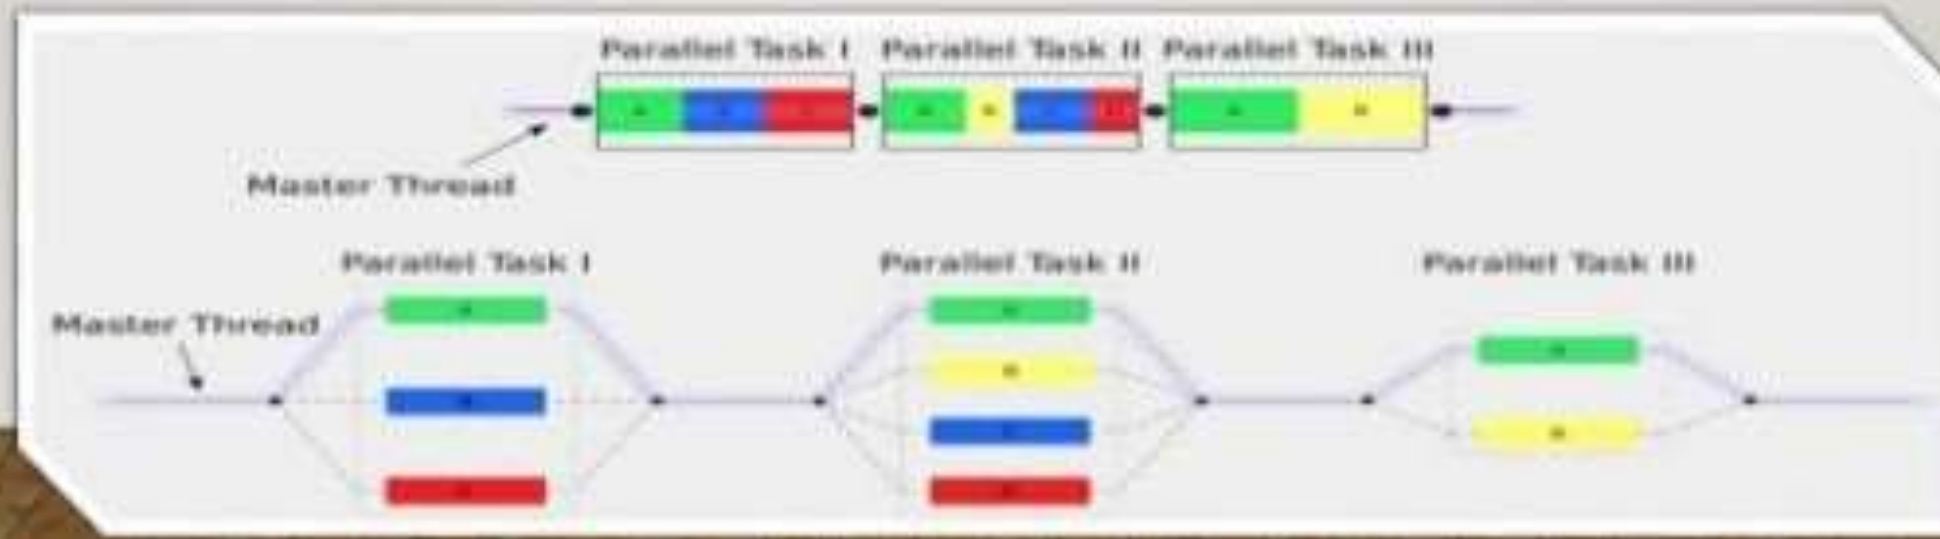 Parallel Task I Parallel Task II Parallel Task III
Master Thread
Parallel Task I Parallel Task II Parallel Task III
Master Thread